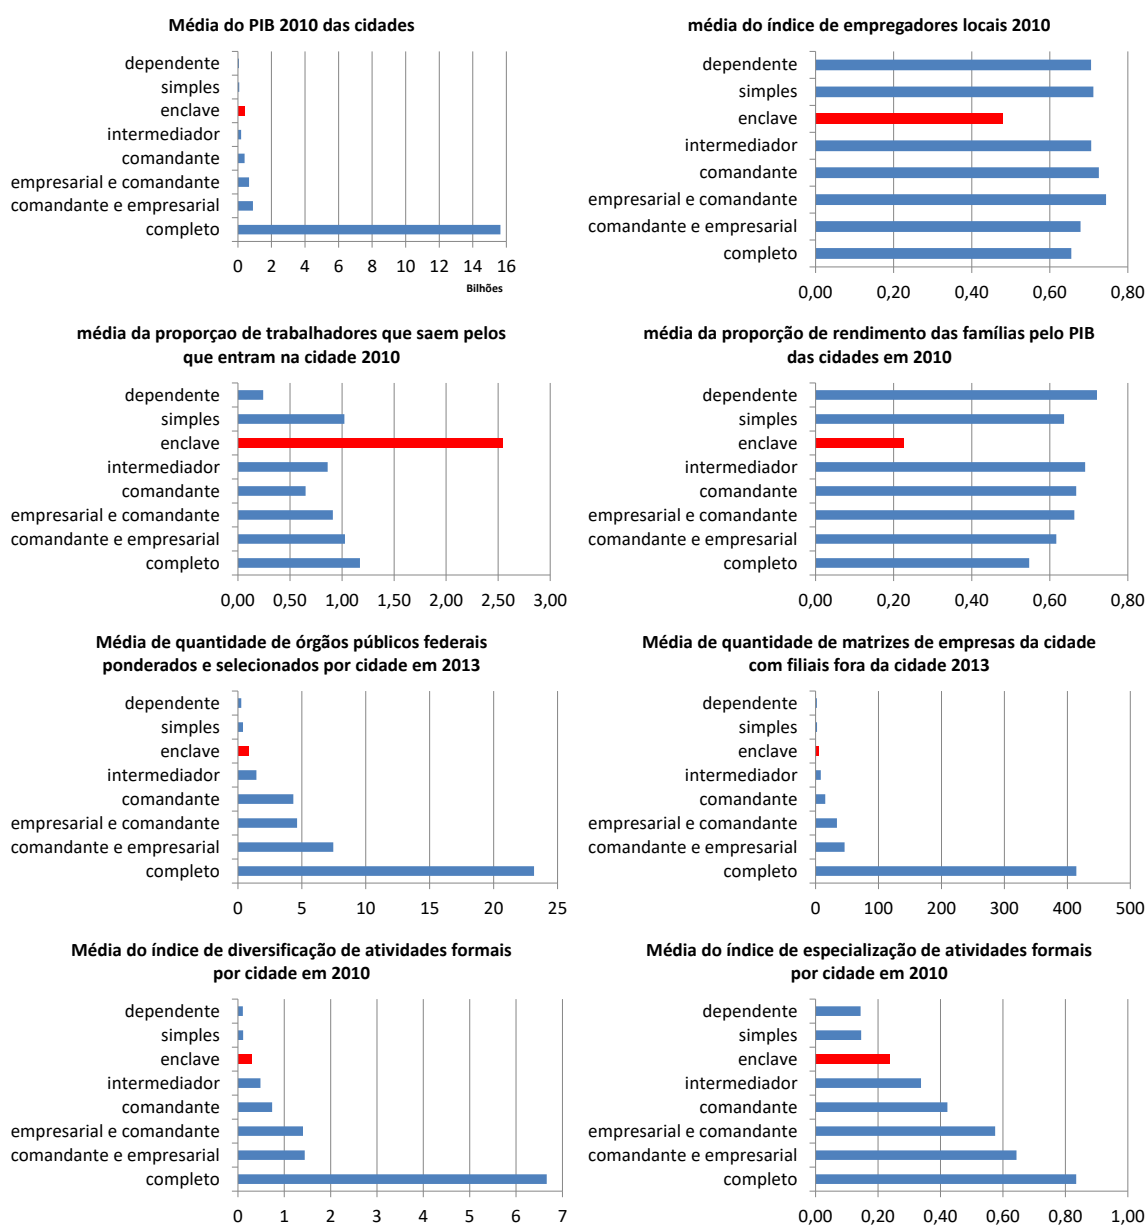 Média do PIB 2010 das cidades
dependente
simples
enclave
intermediador
comandante
empresarial e comandante
comandante e empresarial
completo
0 2 4 6 8 10 12 14 16
Bilhões
média do índice de empregadores locais 2010
dependente
simples
enclave
intermediador
comandante
empresarial e comandante
comandante e empresarial
completo
0,00 0,20 0,40 0,60 0,80
média da proporçao de trabalhadores que saem pelos
que entram na cidade 2010
dependente
simples
enclave
intermediador
comandante
empresarial e comandante
comandante e empresarial
completo
0,00 0,50 1,00 1,50 2,00 2,50 3,00
média da proporção de rendimento das famílias pelo PIB
das cidades em 2010
dependente
simples
enclave
intermediador
comandante
empresarial e comandante
comandante e empresarial
completo
0,00 0,20 0,40 0,60 0,80
Média de quantidade de órgãos públicos federais
ponderados e selecionados por cidade em 2013
dependente
simples
enclave
intermediador
comandante
empresarial e comandante
comandante e empresarial
completo
0 5 10 15 20 25
Média de quantidade de matrizes de empresas da cidade
com filiais fora da cidade 2013
dependente
simples
enclave
intermediador
comandante
empresarial e comandante
comandante e empresarial
completo
0 100 200 300 400 500
Média do índice de diversificação de atividades formais
por cidade em 2010
dependente
simples
enclave
intermediador
comandante
empresarial e comandante
comandante e empresarial
completo
0 1 2 3 4 5 6 7
Média do índice de especialização de atividades formais
por cidade em 2010
dependente
simples
enclave
intermediador
comandante
empresarial e comandante
comandante e empresarial
completo
0,00 0,20 0,40 0,60 0,80 1,00